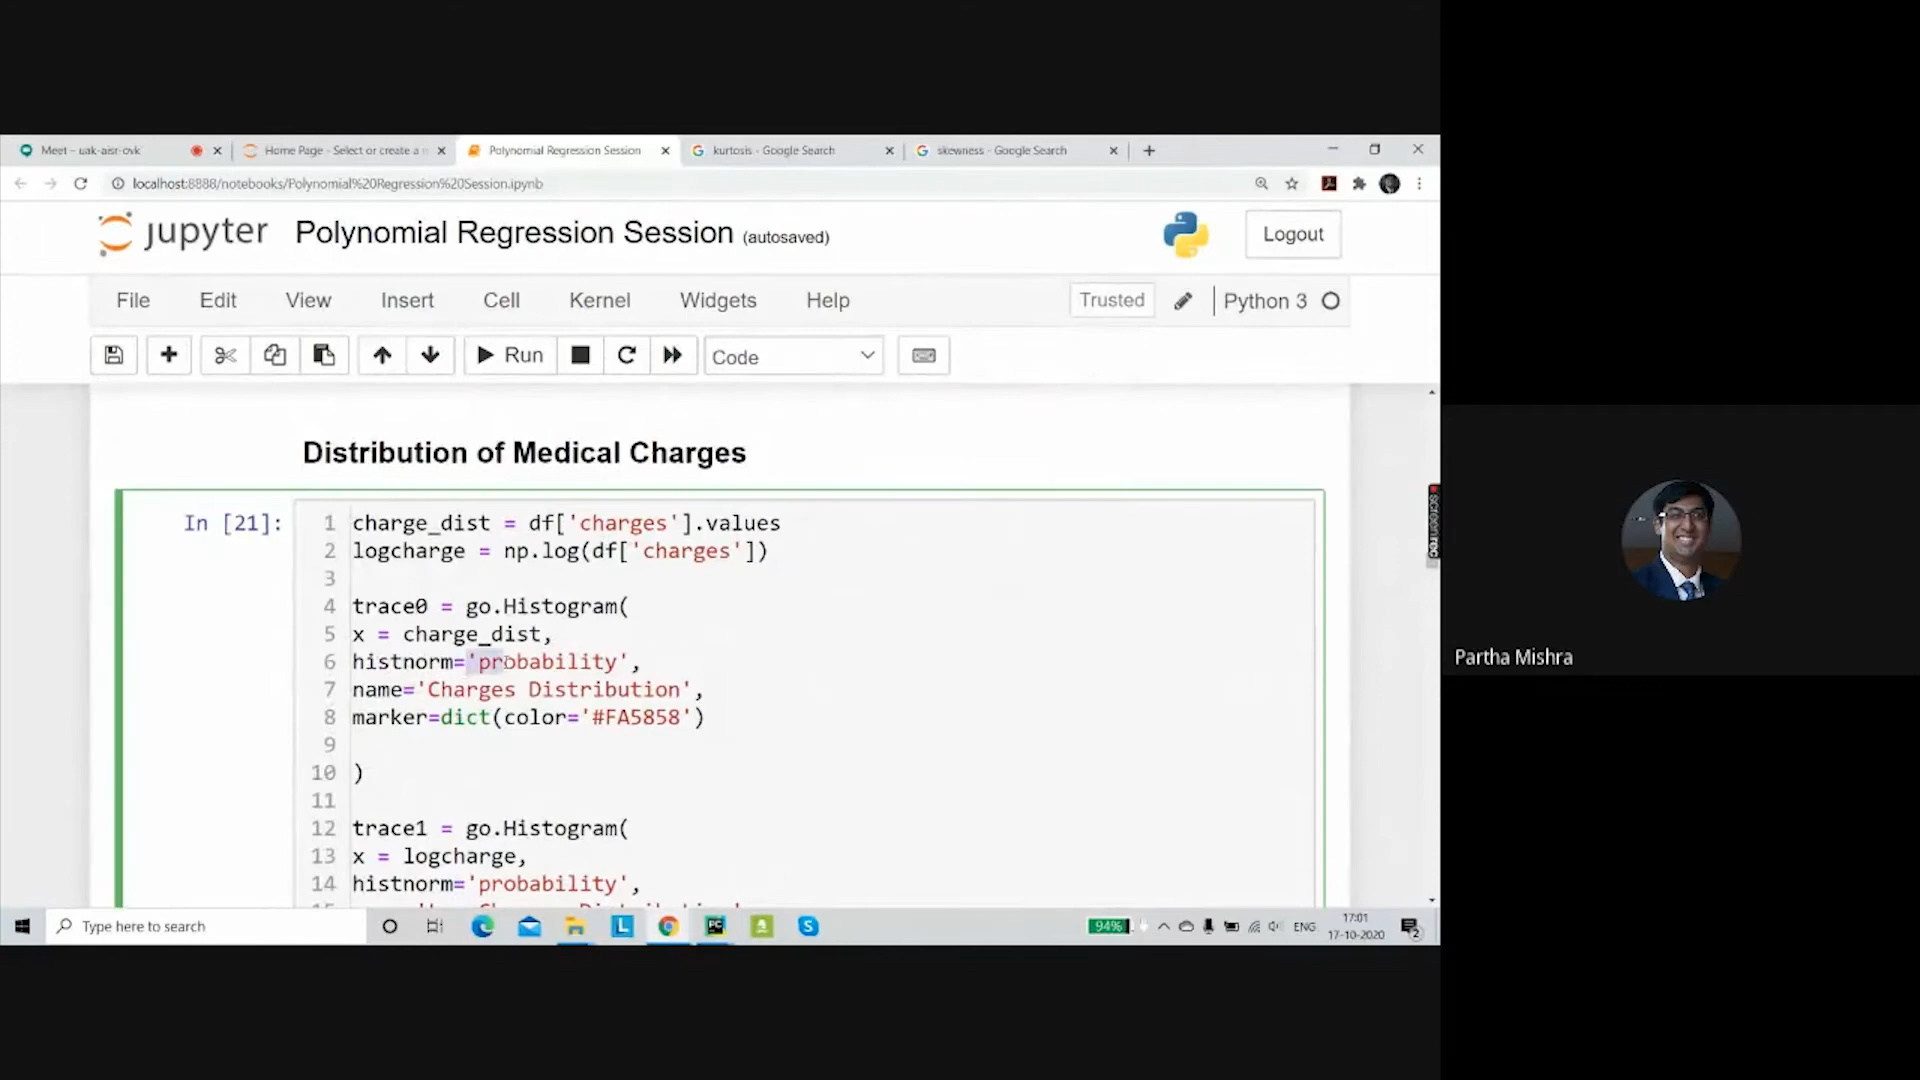 Meet – uak-aisr-ovk
Home Page - Select or create a
Polynomial Regression Session
kurtosis - Google Search
skewness - Google Search
localhost:8888/notebooks/Polynomial%20Regression%20Session.ipynb
jupyter Polynomial Regression Session (autosaved)
Logout
File Edit View Insert Cell Kernel Widgets Help
Trusted
Python 3
Run
Code
Distribution of Medical Charges
In [21]:
1 charge_dist = df['charges'].values
2 logcharge = np.log(df['charges'])
3
4 trace0 = go.Histogram(
5 x = charge_dist,
6 histnorm='probability',
7 name='Charges Distribution',
8 marker=dict(color='#FA5858')
9
10 )
11
12 trace1 = go.Histogram(
13 x = logcharge,
14 histnorm='probability',
screenrec
Partha Mishra
Type here to search
94%
ENG
17:01
17-10-2020
2